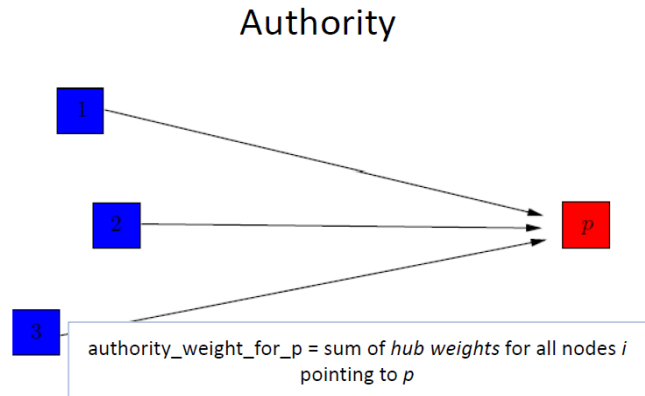 Authority
1
2
p
3
authority_weight_for_p = sum of hub weights for all nodes i
pointing to p